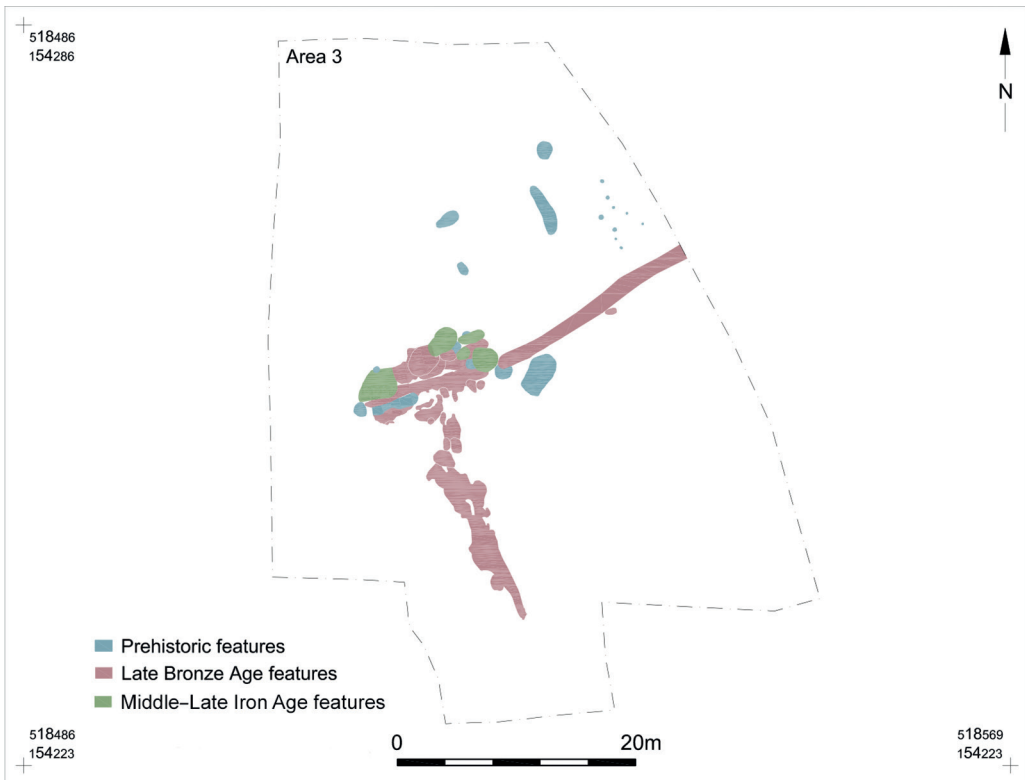 518486
154286
Area 3
N
Prehistoric features
Late Bronze Age features
Middle–Late Iron Age features
518486
154223
0 20m
518569
154223